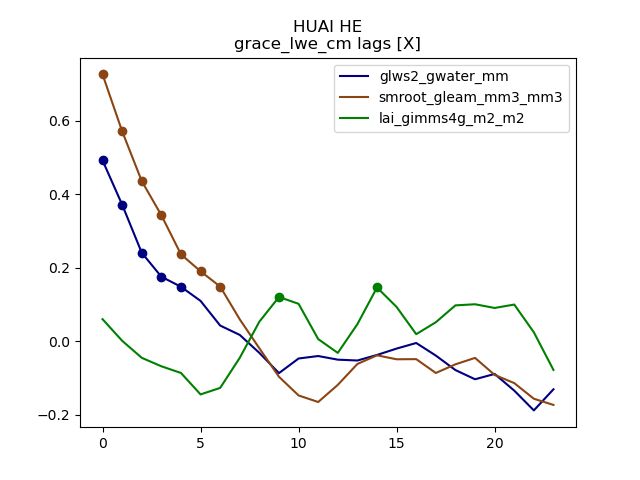 HUAI HE
grace_lwe_cm lags [X]
glws2_gwater_mm
smroot_gleam_mm3_mm3
lai_gimms4g_m2_m2
0.6
0.4
0.2
0.0
−0.2
0 5 10 15 20